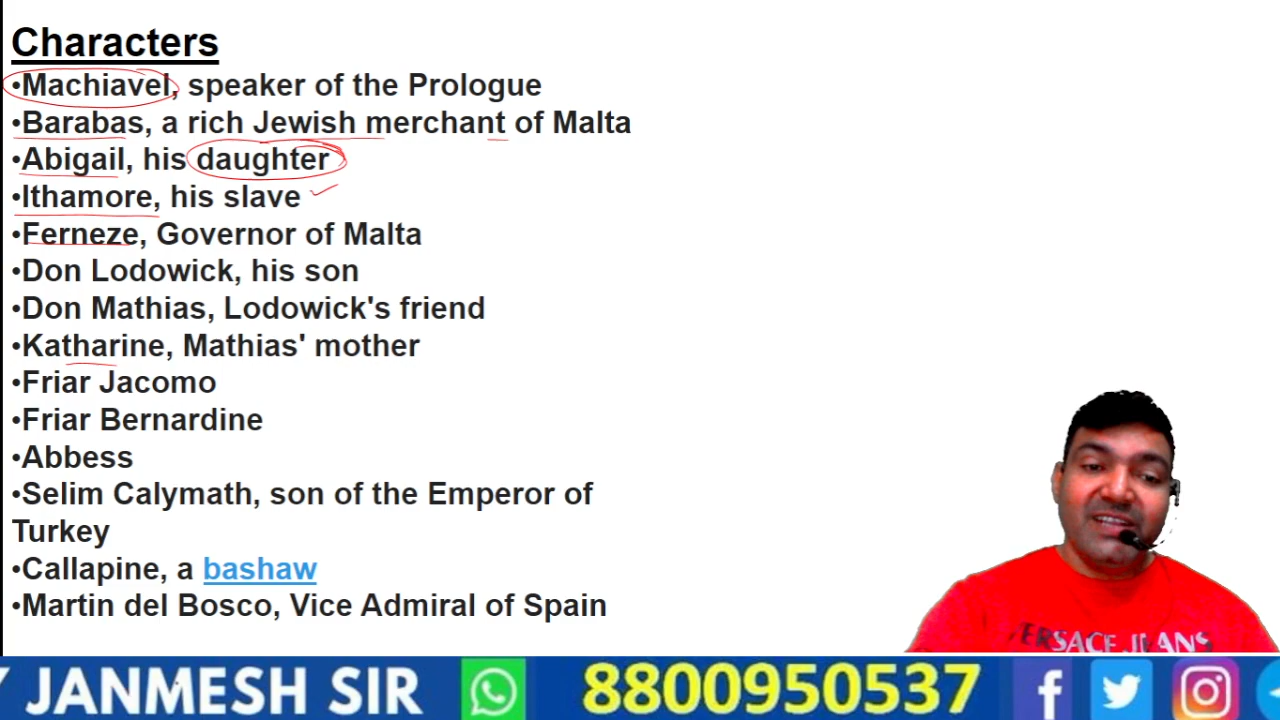 Characters
•Machiavel, speaker of the Prologue
•Barabas, a rich Jewish merchant of Malta
•Abigail, his daughter
•Ithamore, his slave
•Ferneze, Governor of Malta
•Don Lodowick, his son
•Don Mathias, Lodowick's friend
•Katharine, Mathias' mother
•Friar Jacomo
•Friar Bernardine
•Abbess
•Selim Calymath, son of the Emperor of
Turkey
•Callapine, a bashaw
•Martin del Bosco, Vice Admiral of Spain
VERSACE JEANS
Y JANMESH SIR 8800950537